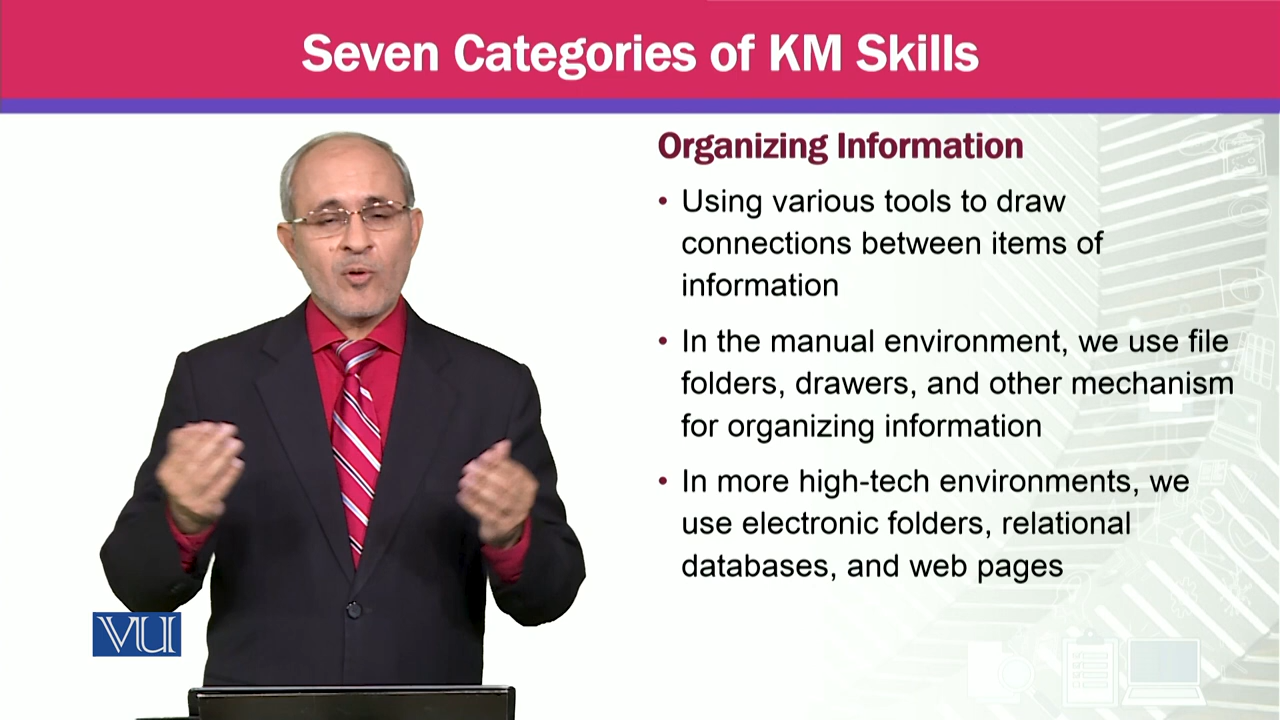 Seven Categories of KM Skills
Organizing Information
• Using various tools to draw
connections between items of
information
• In the manual environment, we use file
folders, drawers, and other mechanism
for organizing information
• In more high-tech environments, we
use electronic folders, relational
databases, and web pages
VU